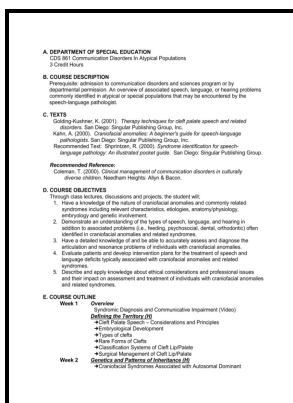 A. DEPARTMENT OF SPECIAL EDUCATION
CDS 861 Communication Disorders In Atypical Populations
3 Credit Hours
B. COURSE DESCRIPTION
Prerequisite: admission to communication disorders and sciences program or by
departmental permission. An overview of associated speech, language, or hearing problems
commonly identified in atypical or special populations that may be encountered by the
speech-language pathologist.
C. TEXTS
Golding-Kushner, K. (2001). Therapy techniques for cleft palate speech and related
disorders. San Diego: Singular Publishing Group, Inc.
Kahn, A. (2000). Craniofacial anomalies: A beginner's guide for speech-language
pathologists. San Diego: Singular Publishing Group, Inc.
Recommended Text: Shprintzen, R. (2000). Syndrome identification for speech-
language pathology: An illustrated pocket guide. San Diego: Singular Publishing Group.
Recommended Reference:
Coleman, T. (2000). Clinical management of communication disorders in culturally
diverse children. Needham Heights: Allyn & Bacon.
D. COURSE OBJECTIVES
Through class lectures, discussions and projects, the student will;
1. Have a knowledge of the nature of craniofacial anomalies and commonly related
syndromes including relevant characteristics, etiologies, anatomy/physiology,
embryology and genetic involvement.
2. Demonstrate an understanding of the types of speech, language, and hearing in
addition to associated problems (i.e., feeding, psychosocial, dental, orthodontic) often
identified in craniofacial anomalies and related syndromes.
3. Have a detailed knowledge of and be able to accurately assess and diagnose the
articulation and resonance problems of individuals with craniofacial anomalies.
4. Evaluate patients and develop intervention plans for the treatment of speech and
language deficits typically associated with craniofacial anomalies and related
syndromes.
5. Describe and apply knowledge about ethical considerations and professional issues
and their impact on assessment and treatment of individuals with craniofacial anomalies
and related syndromes.
E. COURSE OUTLINE
Week 1 Overview
Syndromic Diagnosis and Communicative Impairment (Video)
Defining the Territory (H)
→Cleft Palate Speech – Considerations and Principles
→Embryological Development
→Types of clefts
→Rare Forms of Clefts
→Classification Systems of Cleft Lip/Palate
→Surgical Management of Cleft Lip/Palate
Week 2 Genetics and Patterns of Inheritance (H)
→Craniofacial Syndromes Associated with Autosomal Dominant